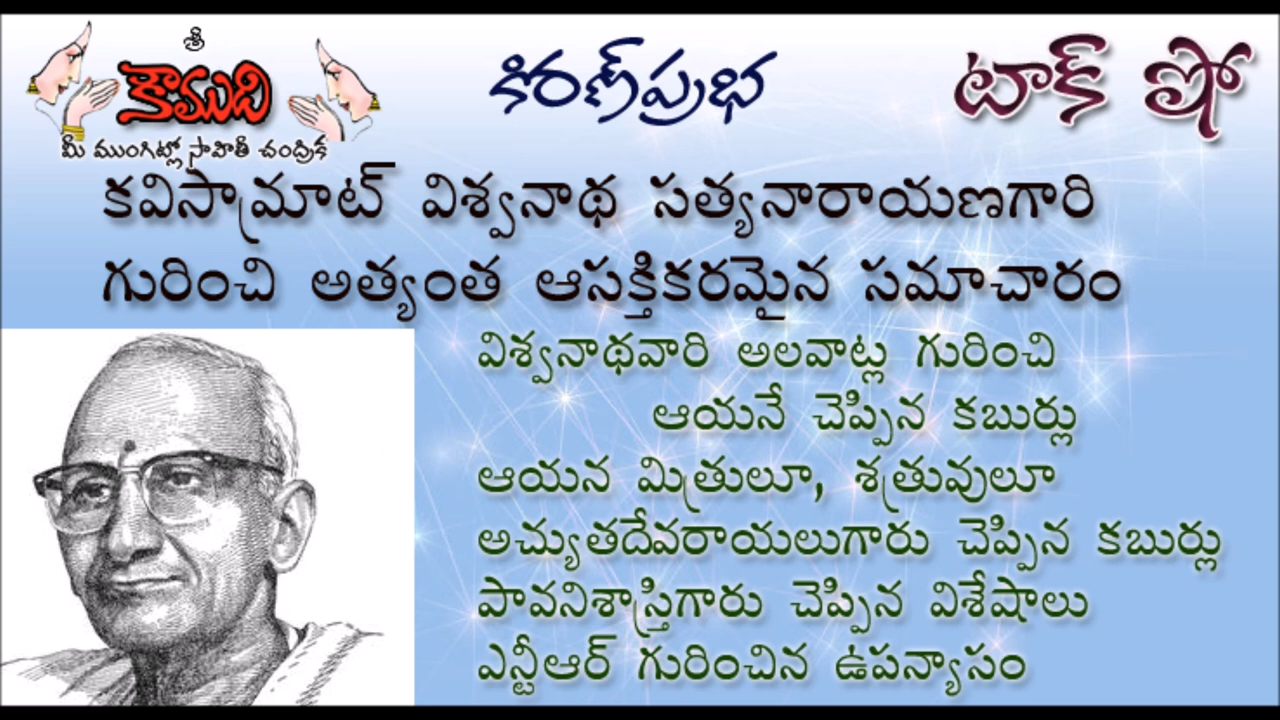 శ్రీ
కౌముది
మీ ముంగిట్లో సాహితీ చంద్రిక
కిరణ్‌ప్రభ
టాక్ షో
కవిసామ్రాట్ విశ్వనాథ సత్యనారాయణగారి
గురించి అత్యంత ఆసక్తికరమైన సమాచారం
విశ్వనాథవారి అలవాట్ల గురించి
ఆయనే చెప్పిన కబుర్లు
ఆయన మిత్రులూ, శత్రువులూ
అచ్యుతదేవరాయలుగారు చెప్పిన కబుర్లు
పావనిశాస్త్రిగారు చెప్పిన విశేషాలు
ఎన్టీఆర్ గురించిన ఉపన్యాసం